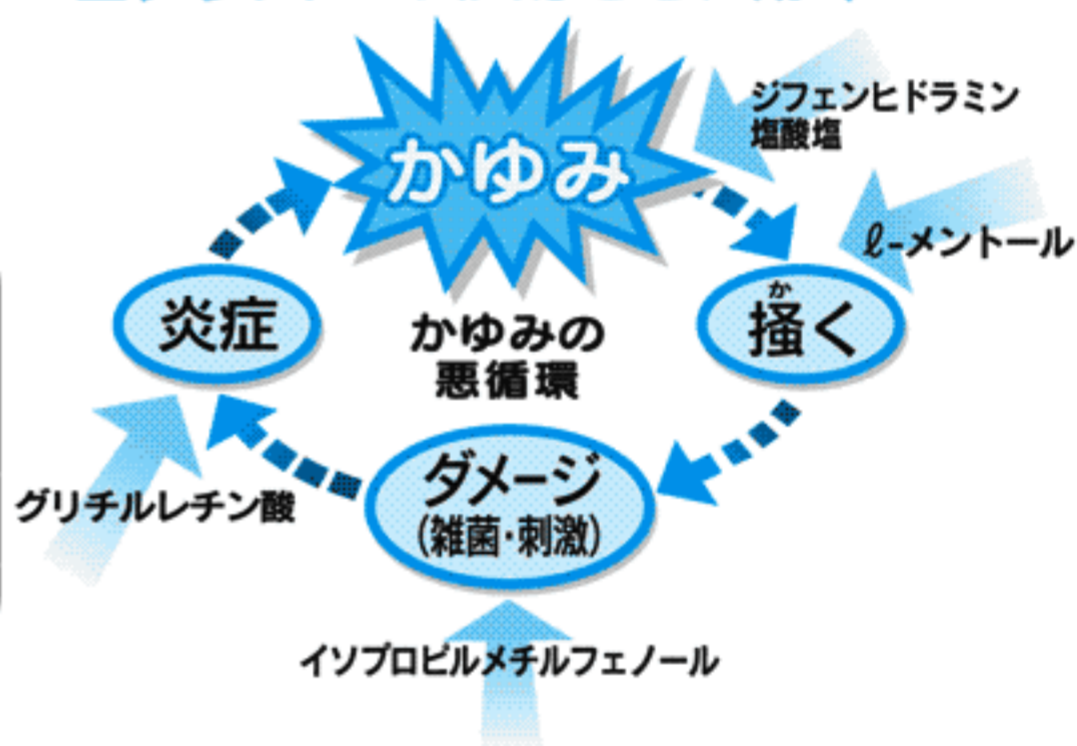 かゆみ
ジフェンヒドラミン
塩酸塩
ℓ-メントール
か
掻く
炎症
かゆみの
悪循環
ダメージ
(雑菌・刺激)
グリチルレチン酸
イソプロピルメチルフェノール